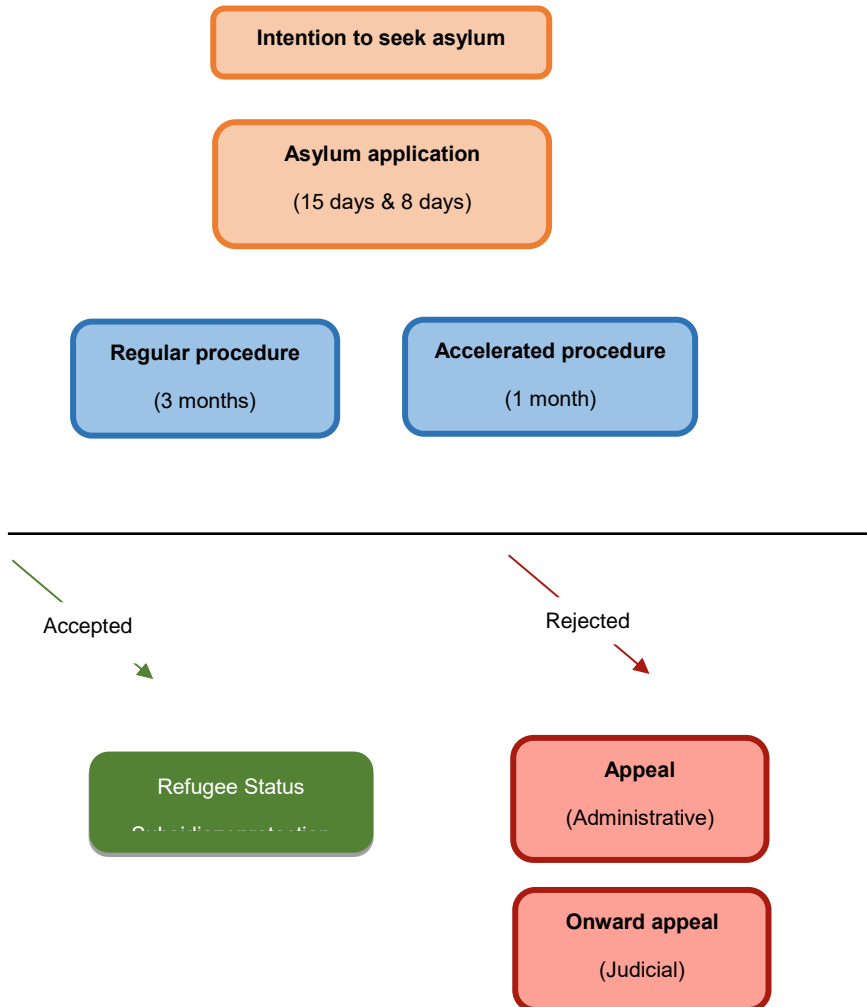 Intention to seek asylum
Asylum application
(15 days & 8 days)
Regular procedure
(3 months)
Accelerated procedure
(1 month)
Accepted
Rejected
Refugee Status
Appeal
(Administrative)
Onward appeal
(Judicial)